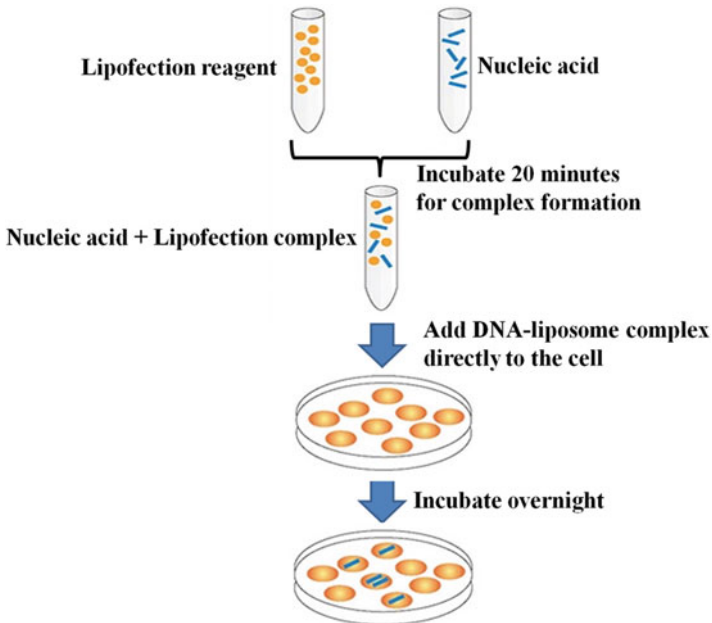 Lipofection reagent
Nucleic acid
Incubate 20 minutes
for complex formation
Nucleic acid + Lipofection complex
Add DNA-liposome complex
directly to the cell
Incubate overnight